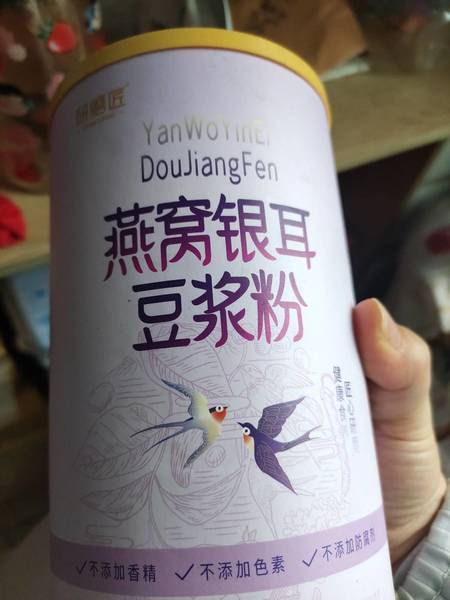 YanWoYinEr
DouJiangFen
燕窝银耳
豆浆粉
✓不添加香精 ✓不添加色素 ✓不添加防腐剂